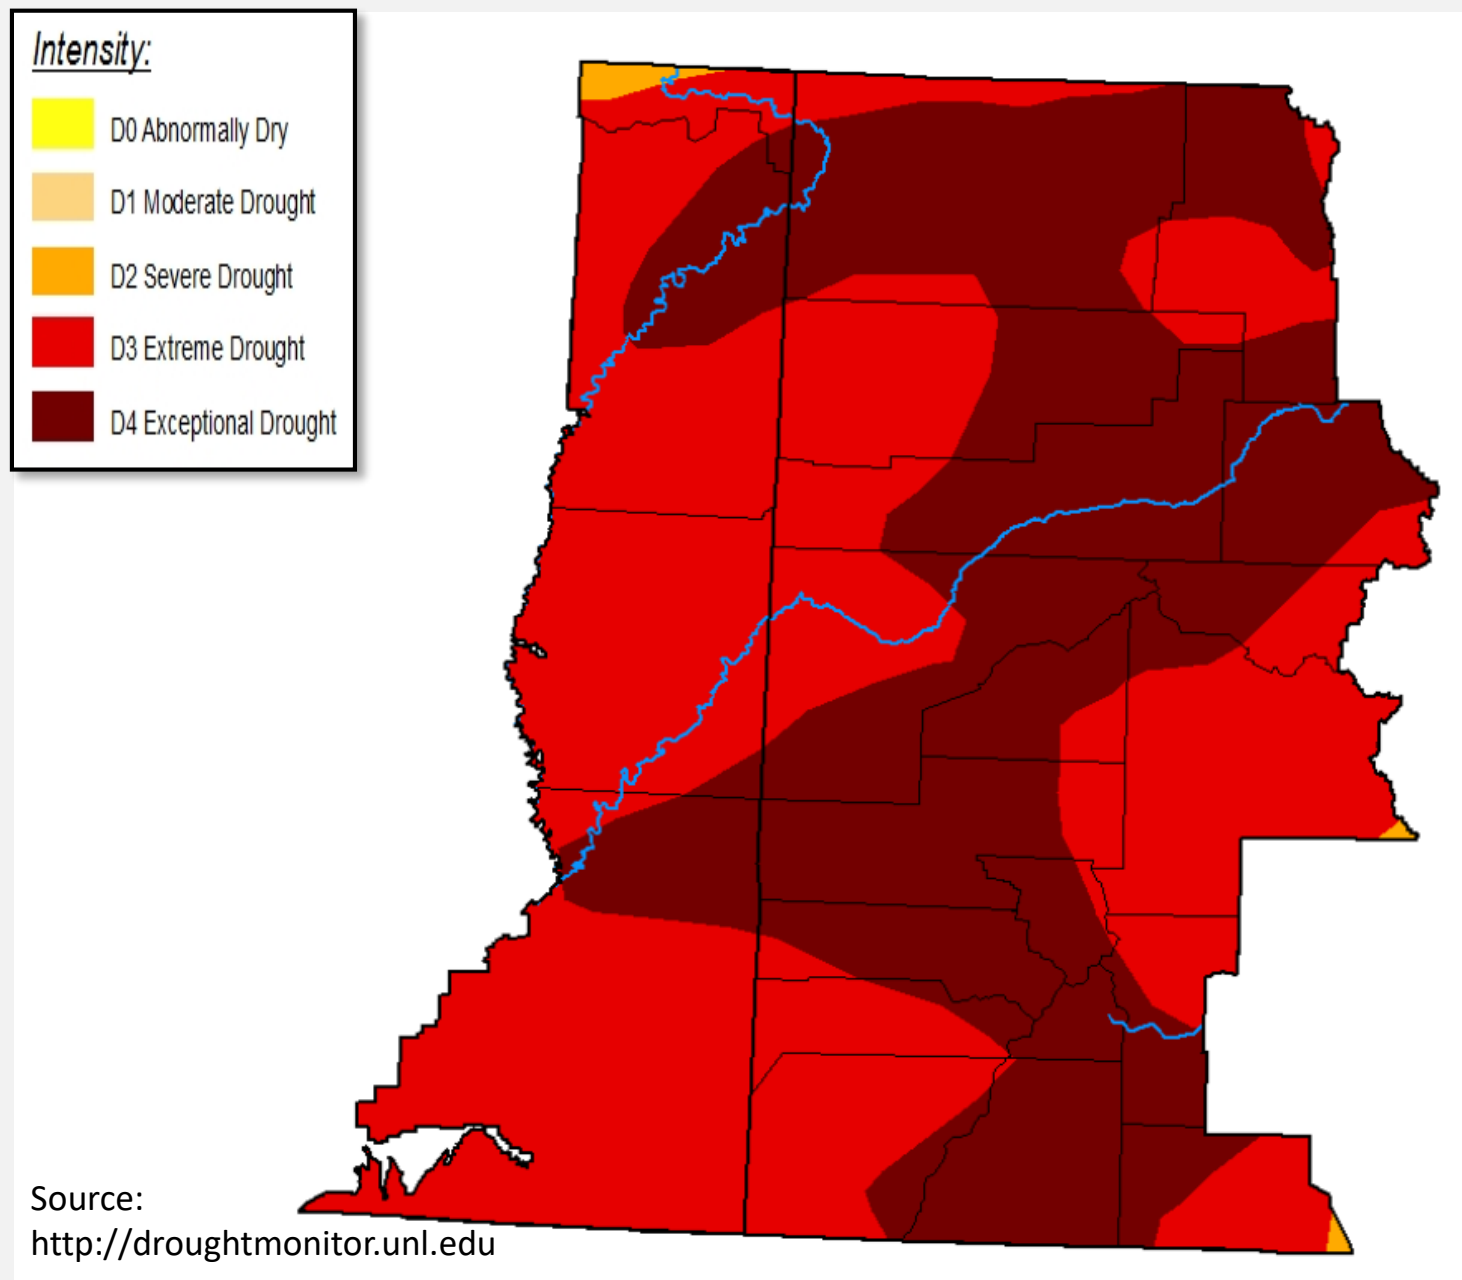 Intensity:
D0 Abnormally Dry
D1 Moderate Drought
D2 Severe Drought
D3 Extreme Drought
D4 Exceptional Drought
Source:
http://droughtmonitor.unl.edu